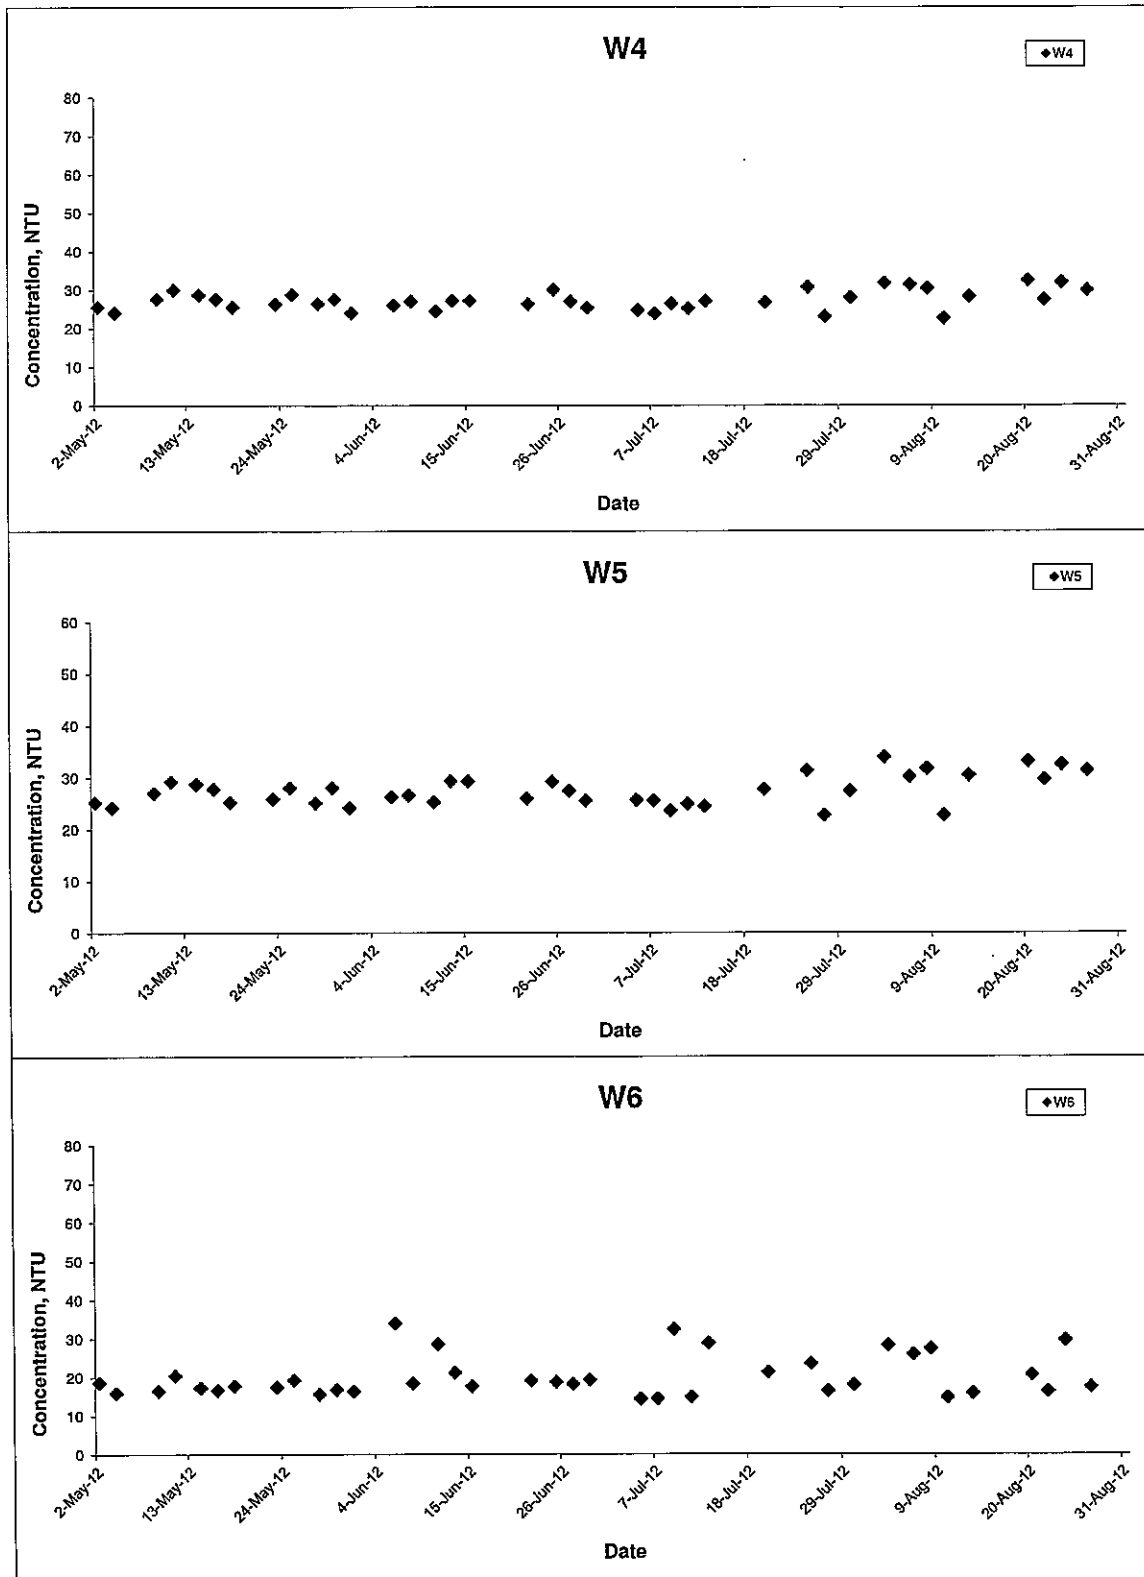 W4
◆W4
80
70
60
50
40
30
20
10
0
Concentration, NTU
2-May-12 13-May-12 24-May-12 4-Jun-12 15-Jun-12 26-Jun-12 7-Jul-12 18-Jul-12 29-Jul-12 9-Aug-12 20-Aug-12 31-Aug-12
Date
W5
◆W5
60
50
40
30
20
10
0
Concentration, NTU
2-May-12 13-May-12 24-May-12 4-Jun-12 15-Jun-12 26-Jun-12 7-Jul-12 18-Jul-12 29-Jul-12 9-Aug-12 20-Aug-12 31-Aug-12
Date
W6
◆W6
80
70
60
50
40
30
20
10
0
Concentration, NTU
2-May-12 13-May-12 24-May-12 4-Jun-12 15-Jun-12 26-Jun-12 7-Jul-12 18-Jul-12 29-Jul-12 9-Aug-12 20-Aug-12 31-Aug-12
Date